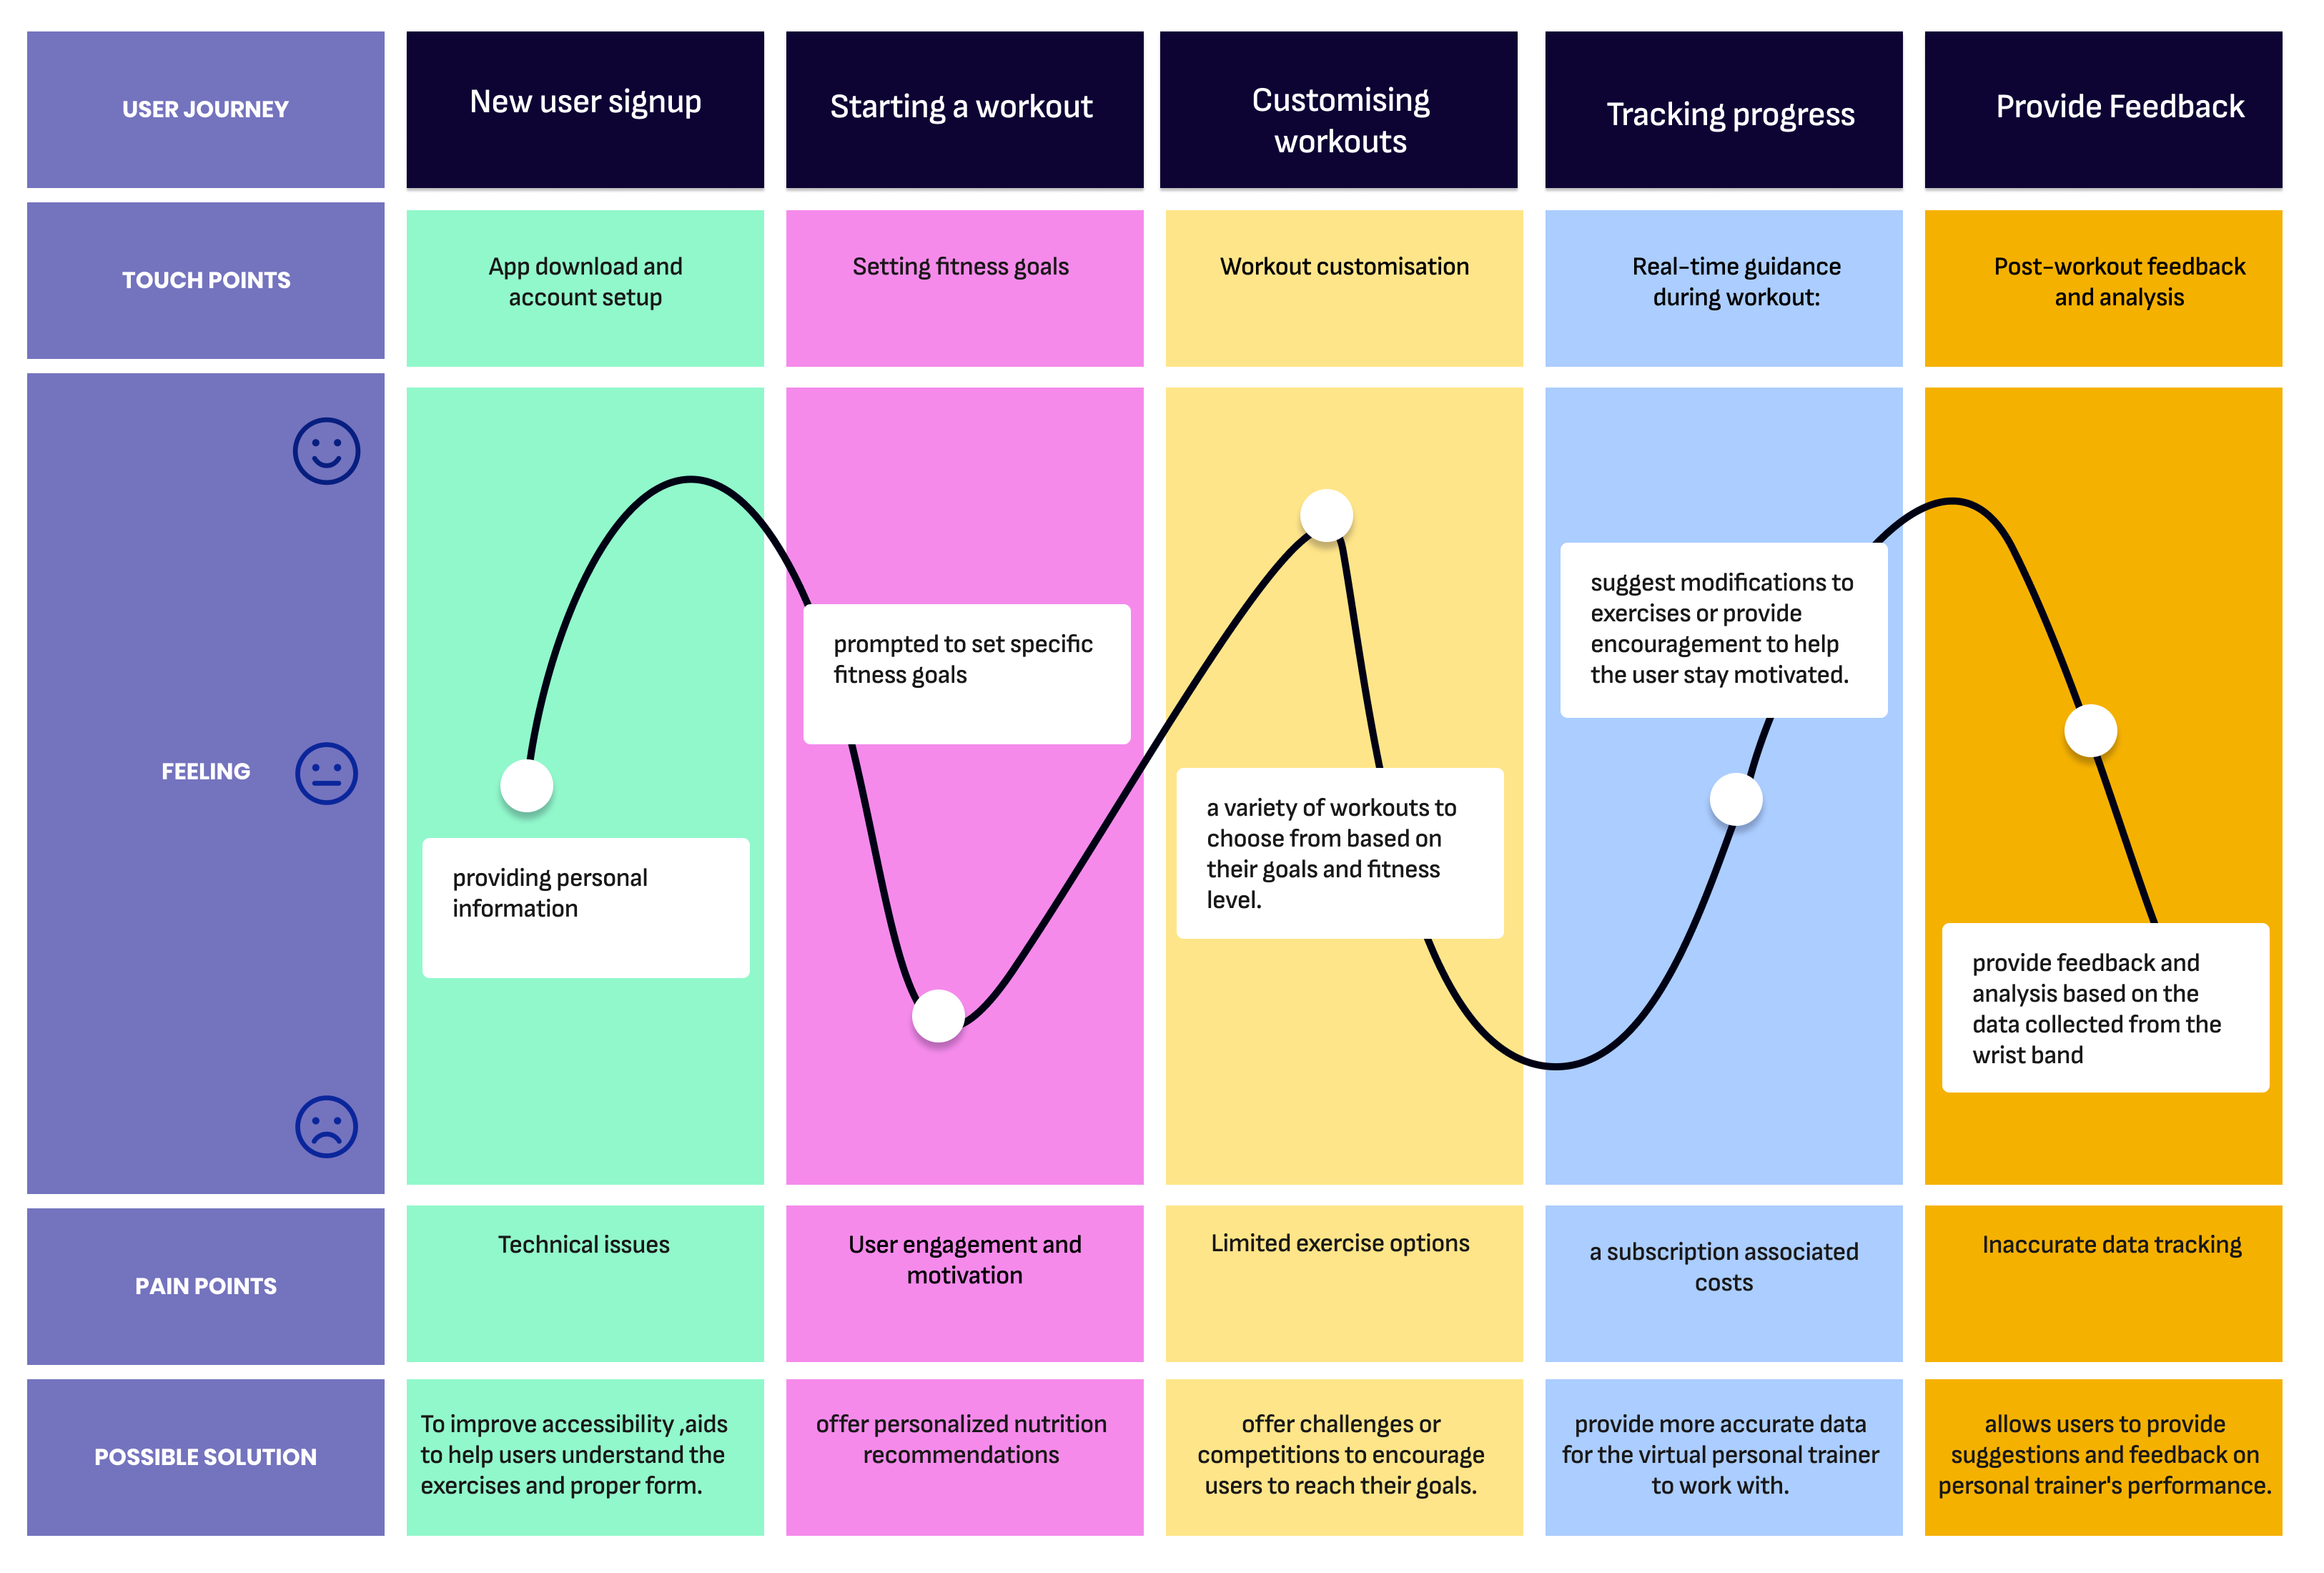 USER JOURNEY
New user signup
Starting a workout
Customising
workouts
Tracking progress
Provide Feedback
TOUCH POINTS
App download and
account setup
Setting fitness goals
Workout customisation
Real-time guidance
during workout:
Post-workout feedback
and analysis
FEELING
providing personal
information
prompted to set specific
fitness goals
a variety of workouts to
choose from based on
their goals and fitness
level.
suggest modifications to
exercises or provide
encouragement to help
the user stay motivated.
provide feedback and
analysis based on the
data collected from the
wrist band
PAIN POINTS
Technical issues
User engagement and
motivation
Limited exercise options
a subscription associated
costs
Inaccurate data tracking
POSSIBLE SOLUTION
To improve accessibility ,aids
to help users understand the
exercises and proper form.
offer personalized nutrition
recommendations
offer challenges or
competitions to encourage
users to reach their goals.
provide more accurate data
for the virtual personal trainer
to work with.
allows users to provide
suggestions and feedback on
personal trainer's performance.